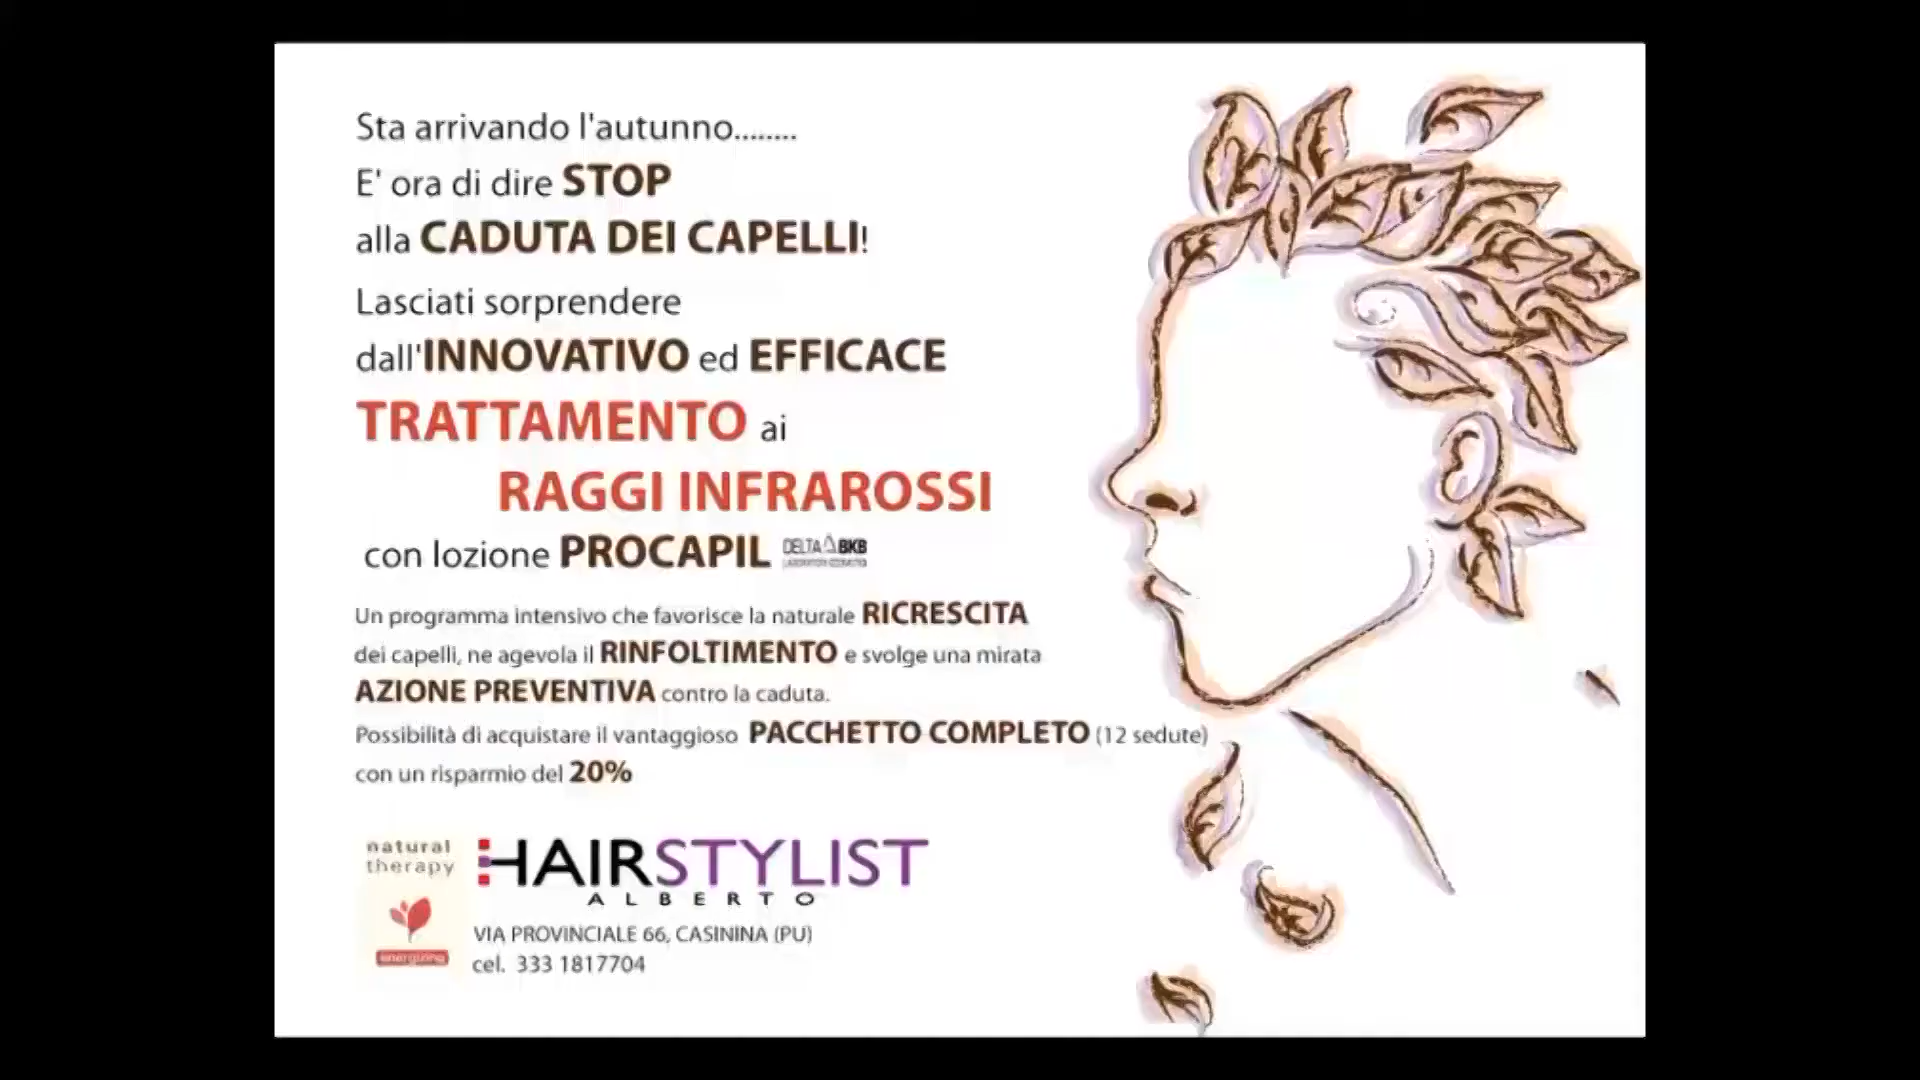 Sta arrivando l'autunno........
E' ora di dire STOP
alla CADUTA DEI CAPELLI!
Lasciati sorprendere
dall'INNOVATIVO ed EFFICACE
TRATTAMENTO ai
RAGGI INFRAROSSI
con lozione PROCAPIL DELTA BKB
Un programma intensivo che favorisce la naturale RICRESCITA
dei capelli, ne agevola il RINFOLTIMENTO e svolge una mirata
AZIONE PREVENTIVA contro la caduta.
Possibilità di acquistare il vantaggioso PACCHETTO COMPLETO (12 sedute)
con un risparmio del 20%
natural
therapy
energizing
HAIRSTYLIST
ALBERTO
VIA PROVINCIALE 66, CASININA (PU)
cel. 333 1817704